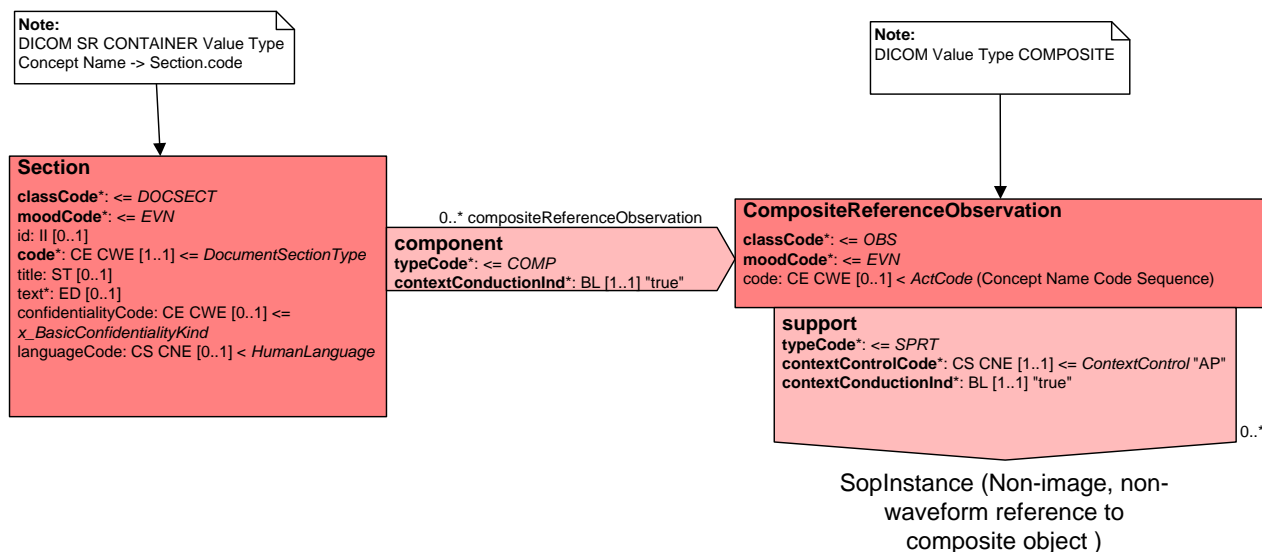 Note:
DICOM SR CONTAINER Value Type
Concept Name -> Section.code
Note:
DICOM Value Type COMPOSITE
Section
classCode*: <= DOCSECT
moodCode*: <= EVN
id: II [0..1]
code*: CE CWE [1..1] <= DocumentSectionType
title: ST [0..1]
text*: ED [0..1]
confidentialityCode: CE CWE [0..1] <=
x_BasicConfidentialityKind
languageCode: CS CNE [0..1] < HumanLanguage
0..* compositeReferenceObservation
component
typeCode*: <= COMP
contextConductionInd*: BL [1..1] "true"
CompositeReferenceObservation
classCode*: <= OBS
moodCode*: <= EVN
code: CE CWE [0..1] < ActCode (Concept Name Code Sequence)
support
typeCode*: <= SPRT
contextControlCode*: CS CNE [1..1] <= ContextControl "AP"
contextConductionInd*: BL [1..1] "true"
0..*
SopInstance (Non-image, non-
waveform reference to
composite object )